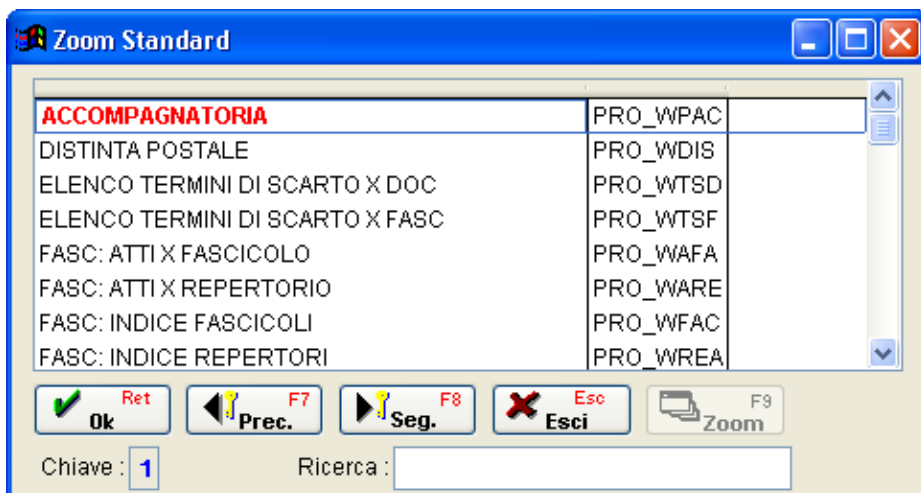 Zoom Standard
ACCOMPAGNATORIA PRO_WPAC
DISTINTA POSTALE PRO_WDIS
ELENCO TERMINI DI SCARTO X DOC PRO_WTSD
ELENCO TERMINI DI SCARTO X FASC PRO_WTSF
FASC: ATTI X FASCICOLO PRO_WAFA
FASC: ATTI X REPERTORIO PRO_WARE
FASC: INDICE FASCICOLI PRO_WFAC
FASC: INDICE REPERTORI PRO_WREA
Ret Ok F7 Prec. F8 Seg. Esc Esci F9 Zoom
Chiave : 1 Ricerca :